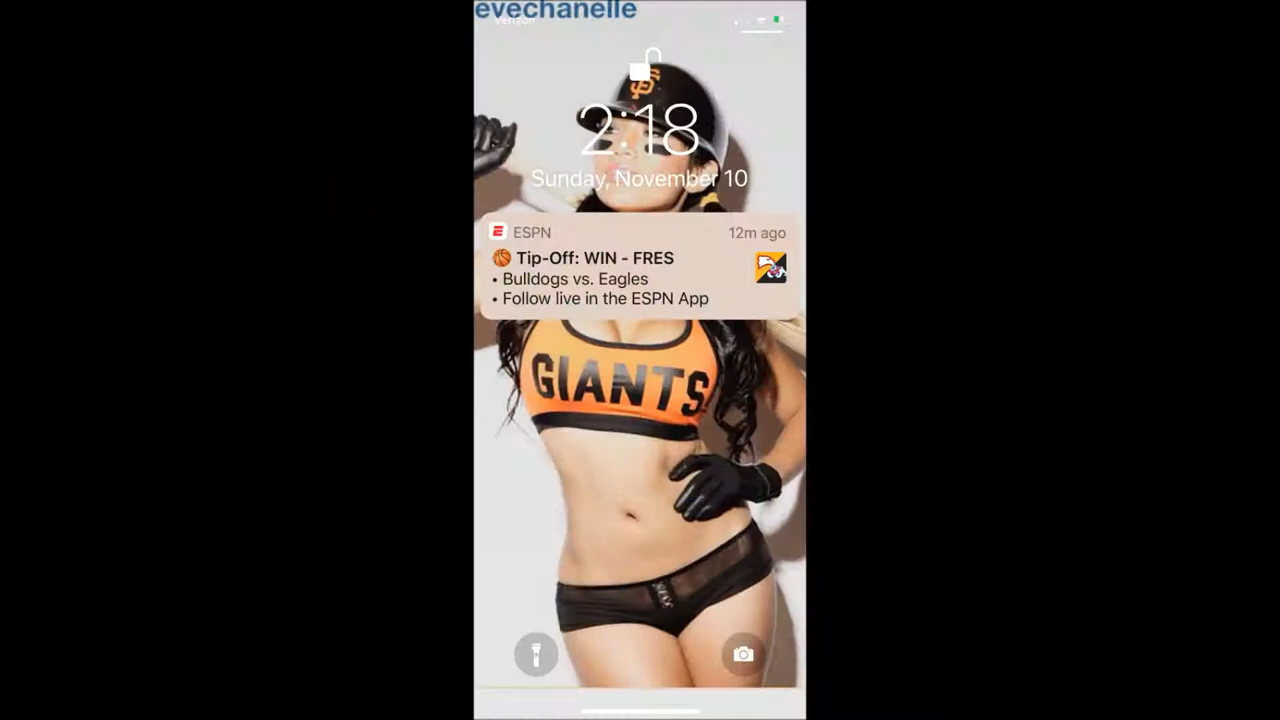 evechanelle
Verizon
SF
2:18
Sunday, November 10
ESPN
12m ago
Tip-Off: WIN - FRES
• Bulldogs vs. Eagles
• Follow live in the ESPN App
GIANTS